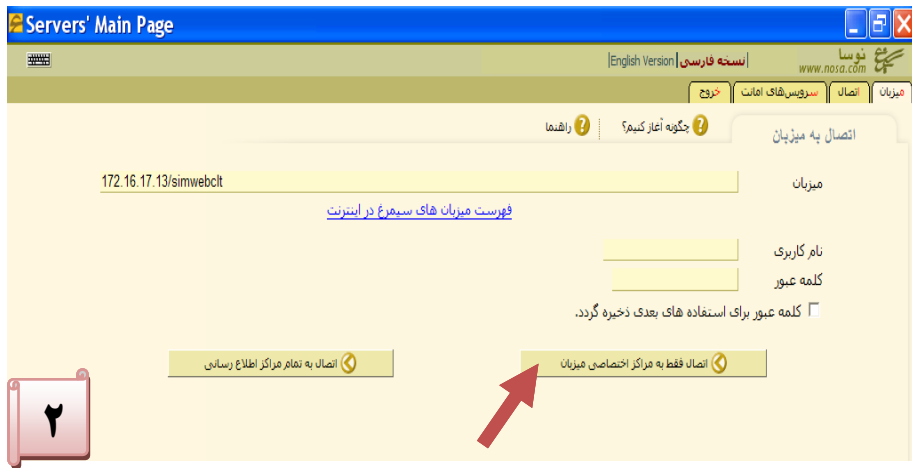 Servers' Main Page
نوسا
www.nosa.com
نسخه فارسی | English Version|
میزبان
اتصال
سرویس‌های امانت
خروج
اتصال به میزبان
چگونه آغاز کنیم؟
راهنما
میزبان
172.16.17.13/simwebclt
فهرست میزبان های سیمرغ در اینترنت
نام کاربری
کلمه عبور
کلمه عبور برای استفاده های بعدی ذخیره گردد.
اتصال فقط به مراکز اختصاصی میزبان
اتصال به تمام مراکز اطلاع رسانی
۲